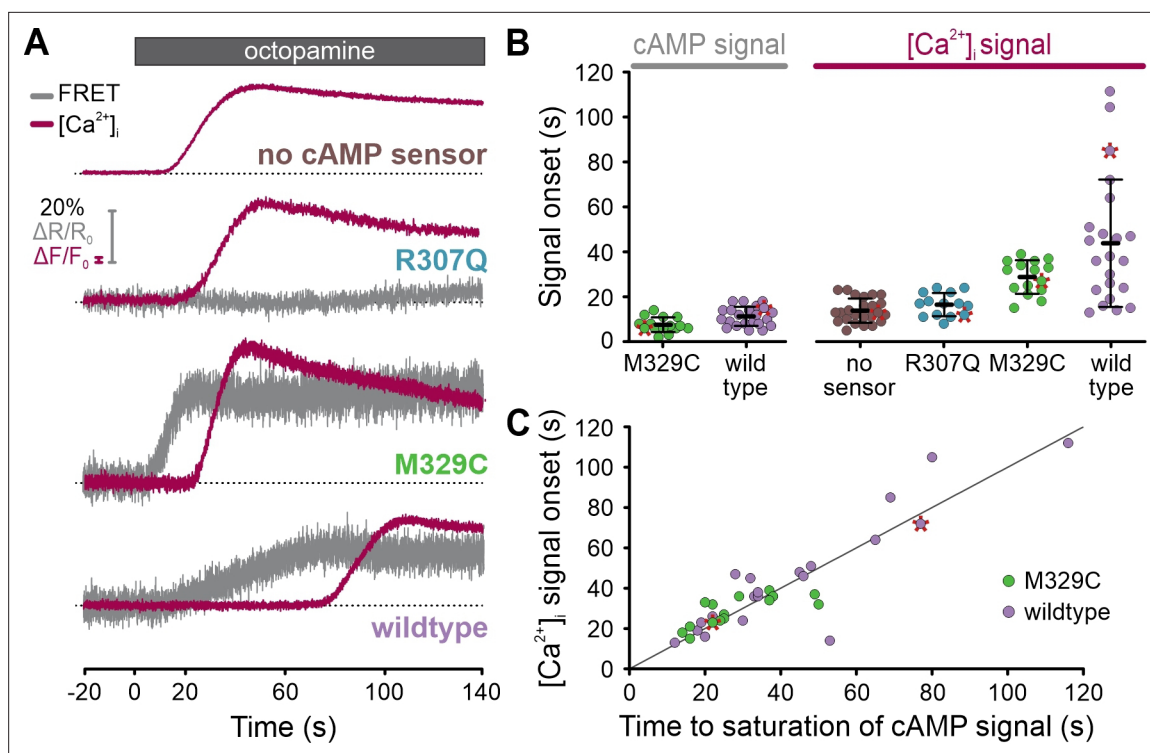 A
octopamine
FRET
[Ca²⁺]ᵢ
no cAMP sensor
20%
ΔR/R₀
ΔF/F₀
R307Q
M329C
wildtype
-20 0 20 60 100 140
Time (s)
B
cAMP signal [Ca²⁺]ᵢ signal
Signal onset (s)
120
100
80
60
40
20
0
M329C wild type no sensor R307Q M329C wild type
C
[Ca²⁺]ᵢ signal onset (s)
120
100
80
60
40
20
0
M329C
wildtype
0 20 40 60 80 100 120
Time to saturation of cAMP signal (s)